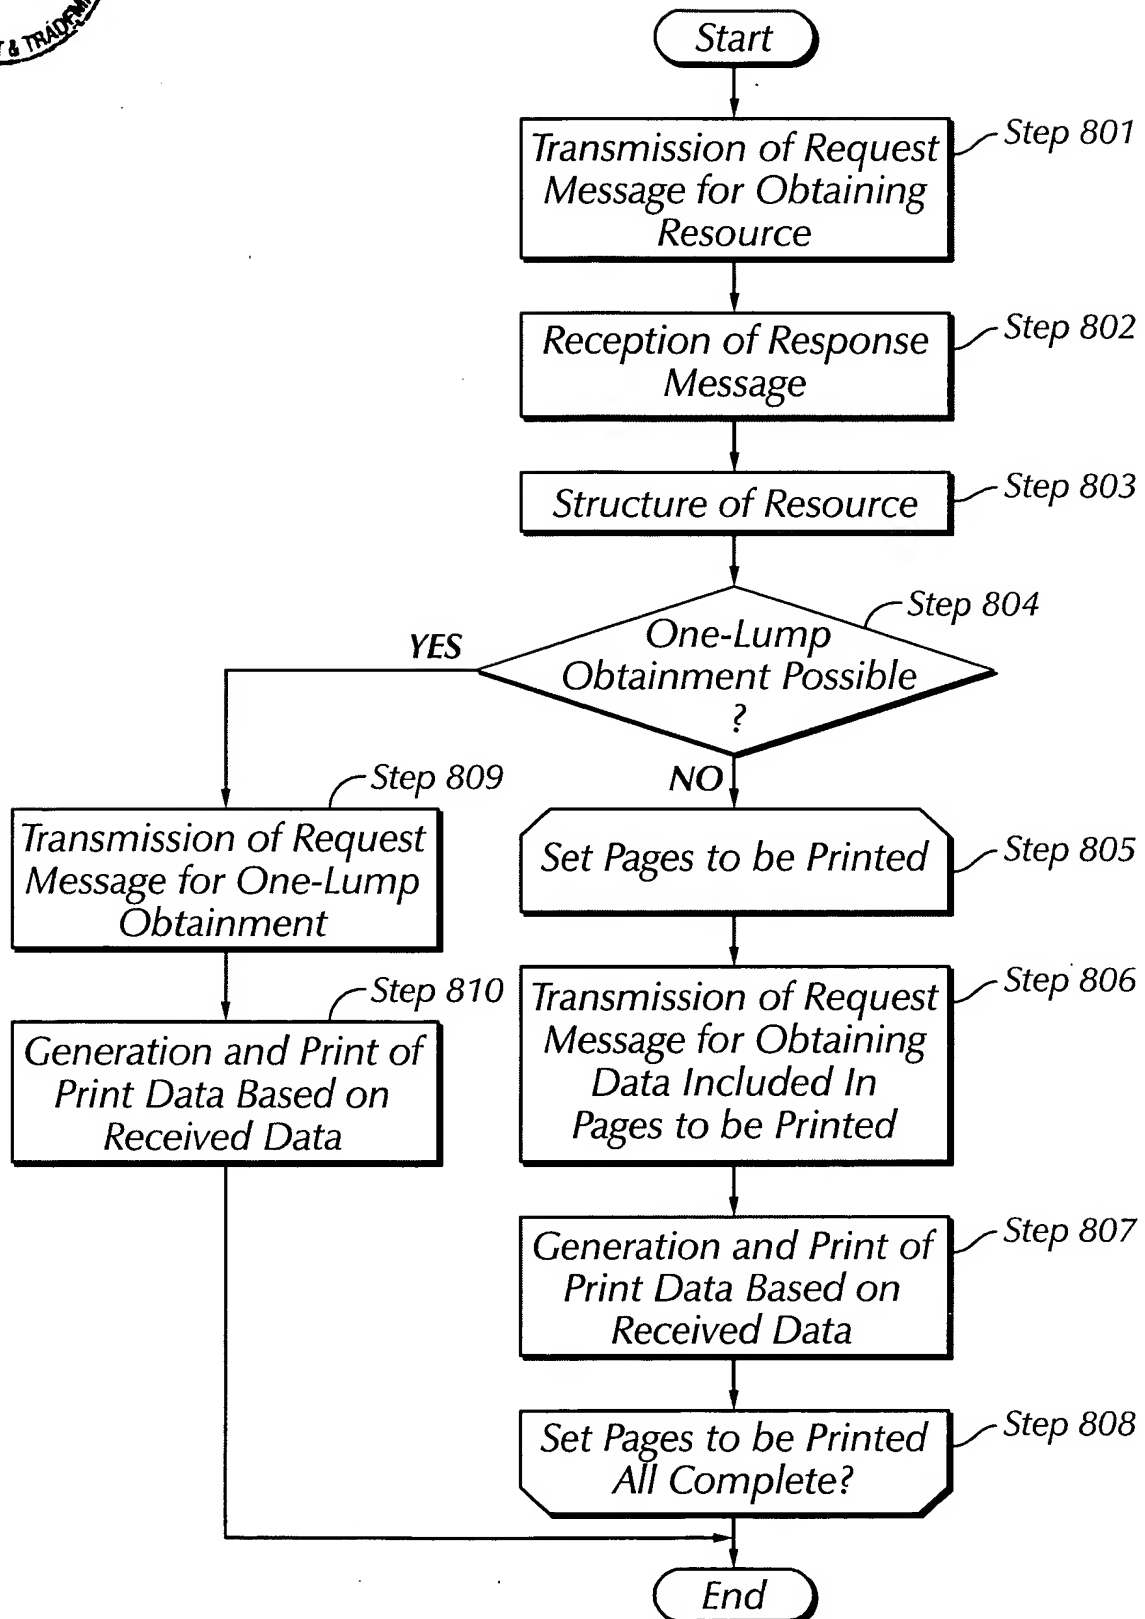 & TRADEM
Start
Transmission of Request
Message for Obtaining
Resource
Step 801
Reception of Response
Message
Step 802
Structure of Resource
Step 803
One-Lump
Obtainment Possible
?
Step 804
YES
NO
Step 809
Transmission of Request
Message for One-Lump
Obtainment
Step 810
Generation and Print of
Print Data Based on
Received Data
Set Pages to be Printed
Step 805
Transmission of Request
Message for Obtaining
Data Included In
Pages to be Printed
Step 806
Generation and Print of
Print Data Based on
Received Data
Step 807
Set Pages to be Printed
All Complete?
Step 808
End